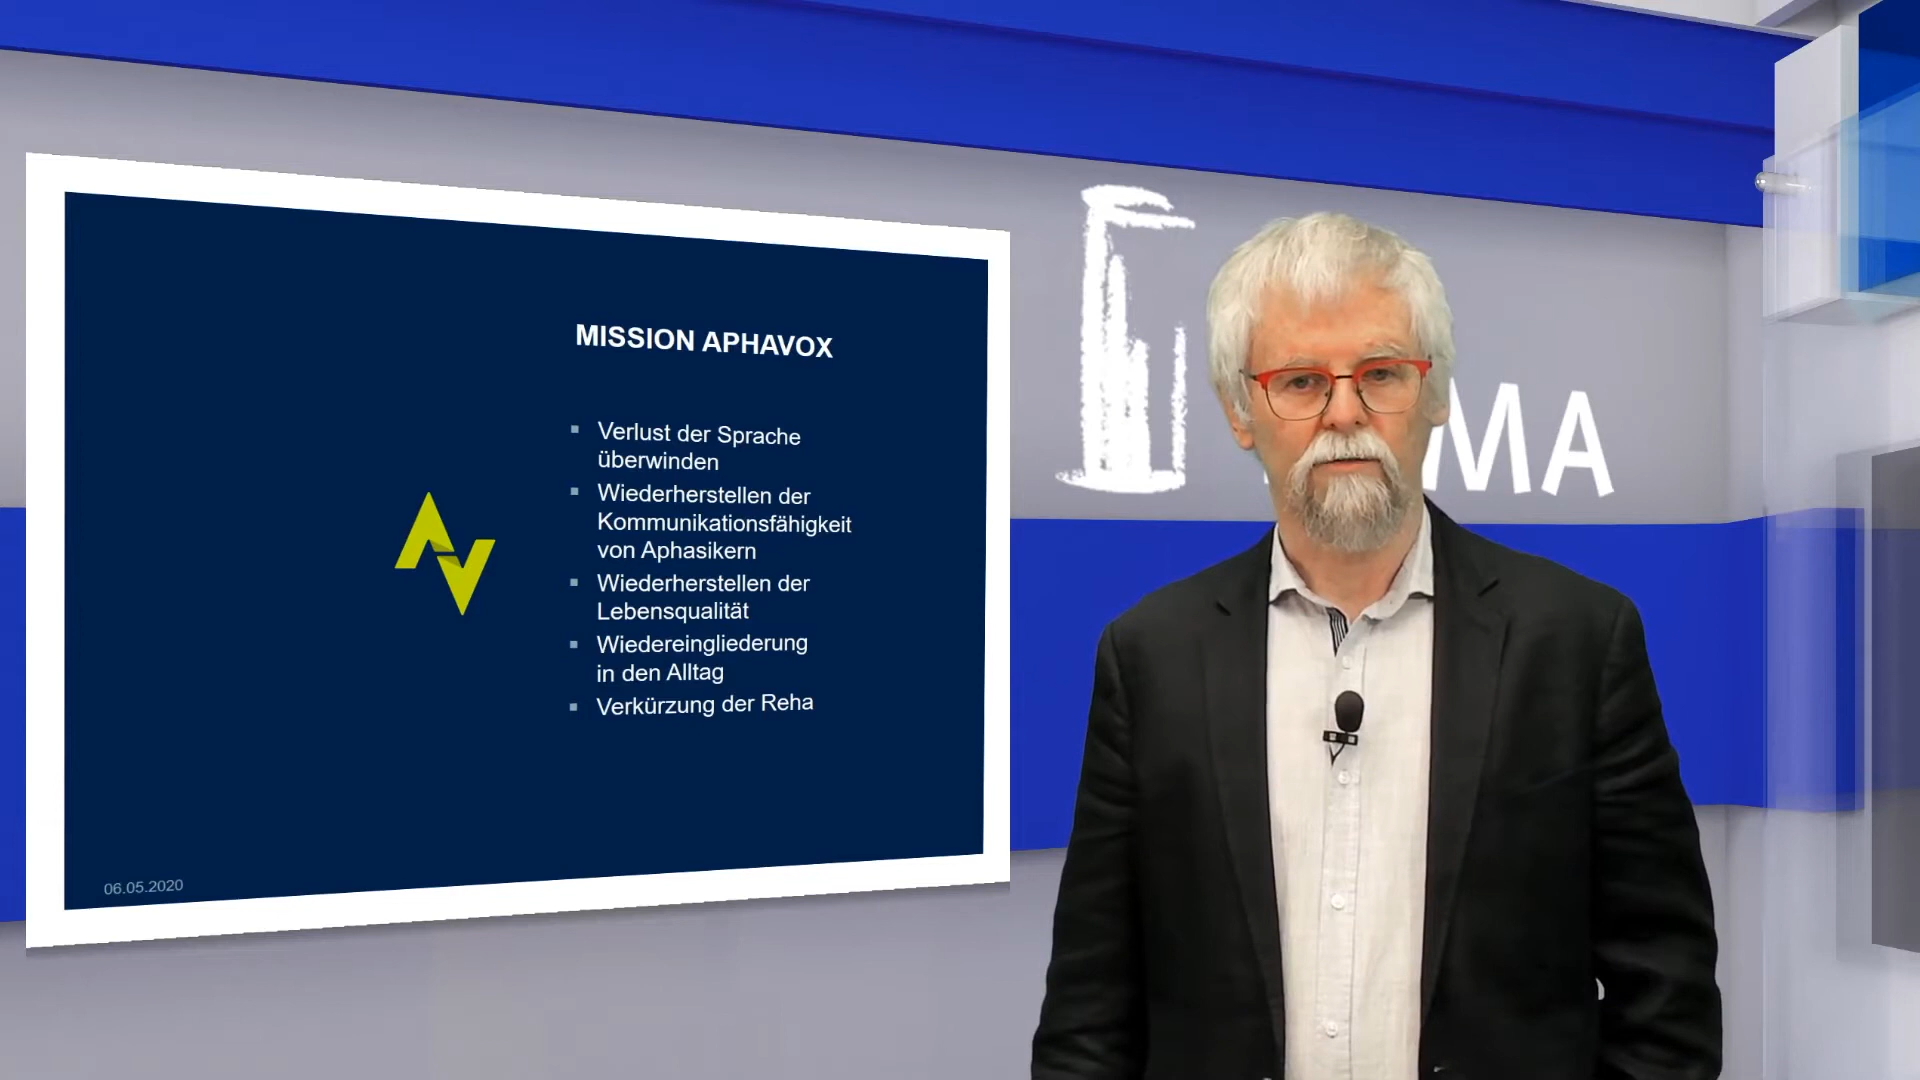 MISSION APHAVOX
▪ Verlust der Sprache
überwinden
▪ Wiederherstellen der
Kommunikationsfähigkeit
von Aphasikern
▪ Wiederherstellen der
Lebensqualität
▪ Wiedereingliederung
in den Alltag
▪ Verkürzung der Reha
06.05.2020
MA